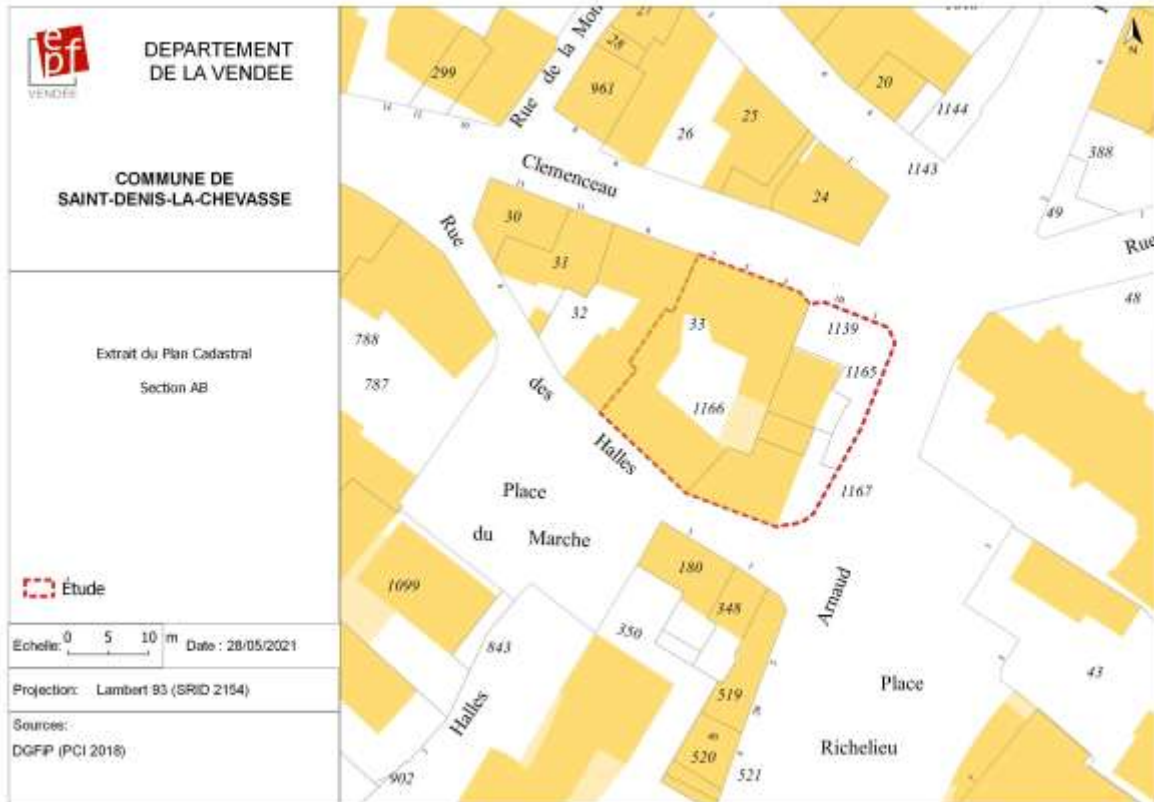 epf
VENDÉE
DEPARTEMENT
DE LA VENDEE
COMMUNE DE
SAINT-DENIS-LA-CHEVASSE
Extrait du Plan Cadastral
Section AB
Étude
Echelle: 0 5 10 m Date : 28/05/2021
Projection: Lambert 93 (SRID 2154)
Sources:
DGFiP (PCI 2018)
N
299
28
961
Rue de la
26
25
24
20
1144
1143
388
49
Rue
48
Clemenceau
Rue
des
Halles
30
31
32
33
1166
1139
1165
1167
788
787
Place
du Marche
1099
843
Halles
902
180
348
350
519
520
521
Arnaud
Place
Richelieu
43